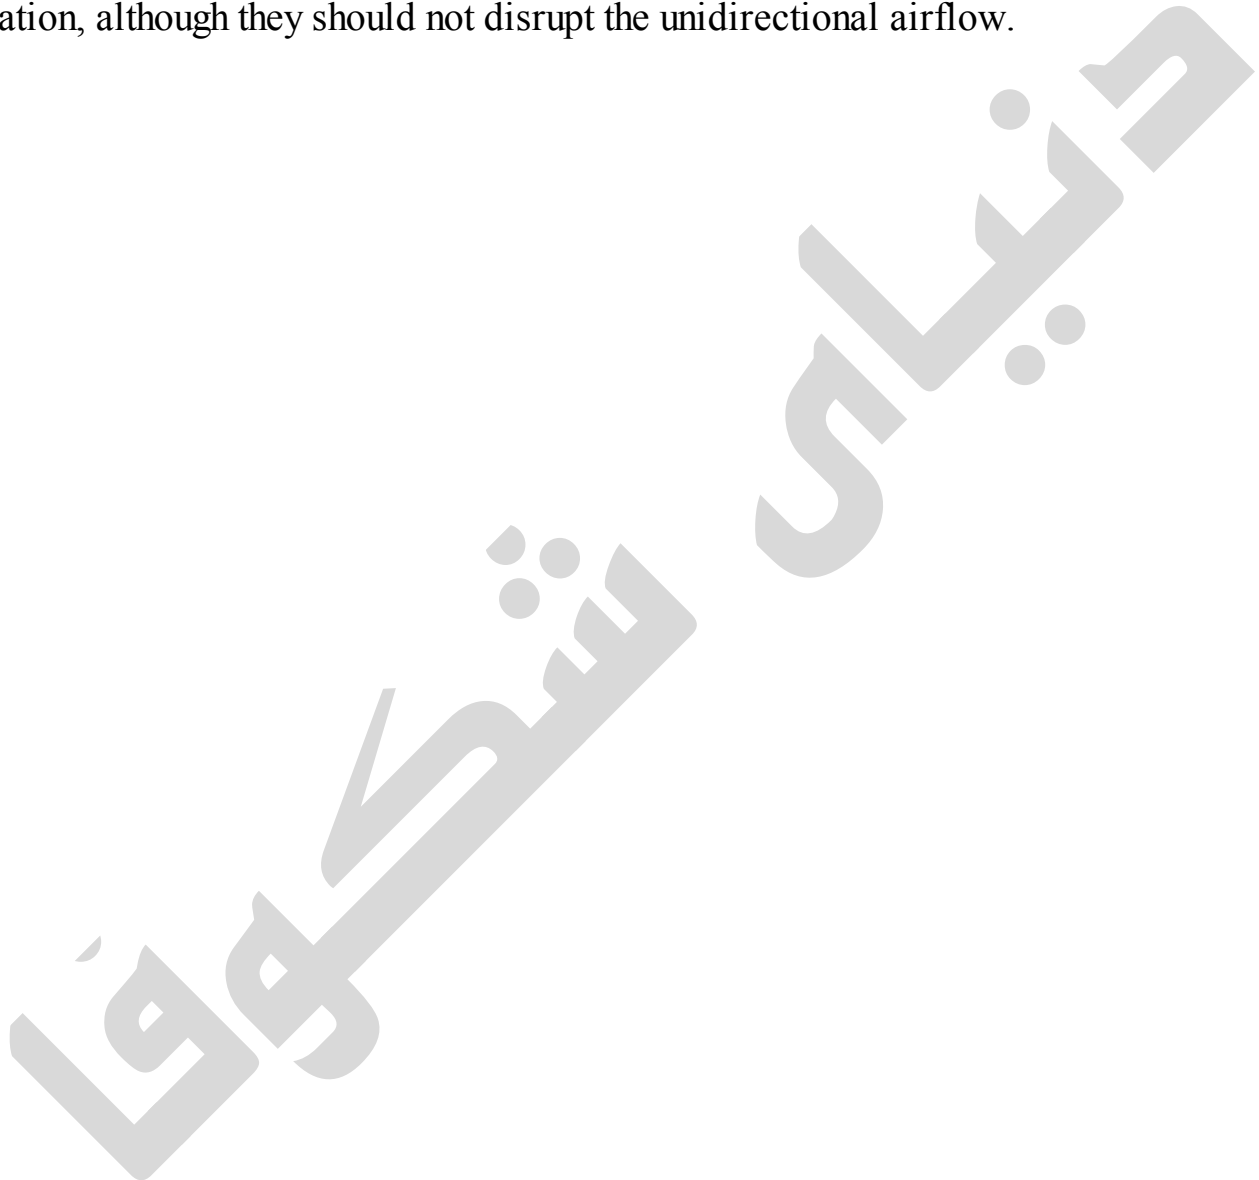 ation, although they should not disrupt the unidirectional airflow.
دنیای شکوفا